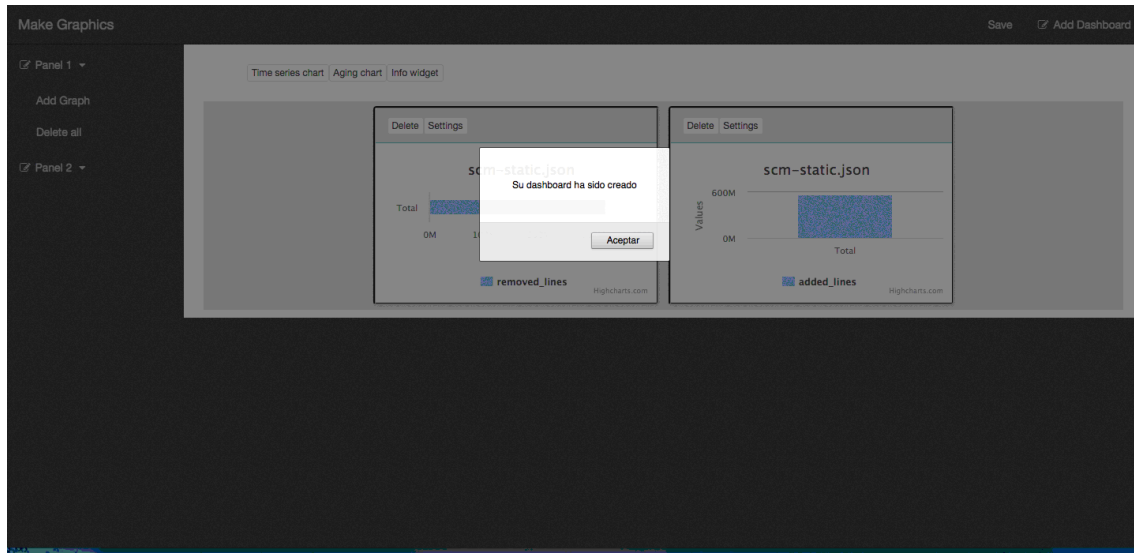 Make Graphics
Save
Add Dashboard
Panel 1
Add Graph
Delete all
Panel 2
Time series chart
Aging chart
Info widget
Delete
Settings
scm-static.json
Total
0M
removed_lines
Highcharts.com
Su dashboard ha sido creado
Aceptar
Delete
Settings
scm-static.json
Values
600M
0M
Total
added_lines
Highcharts.com